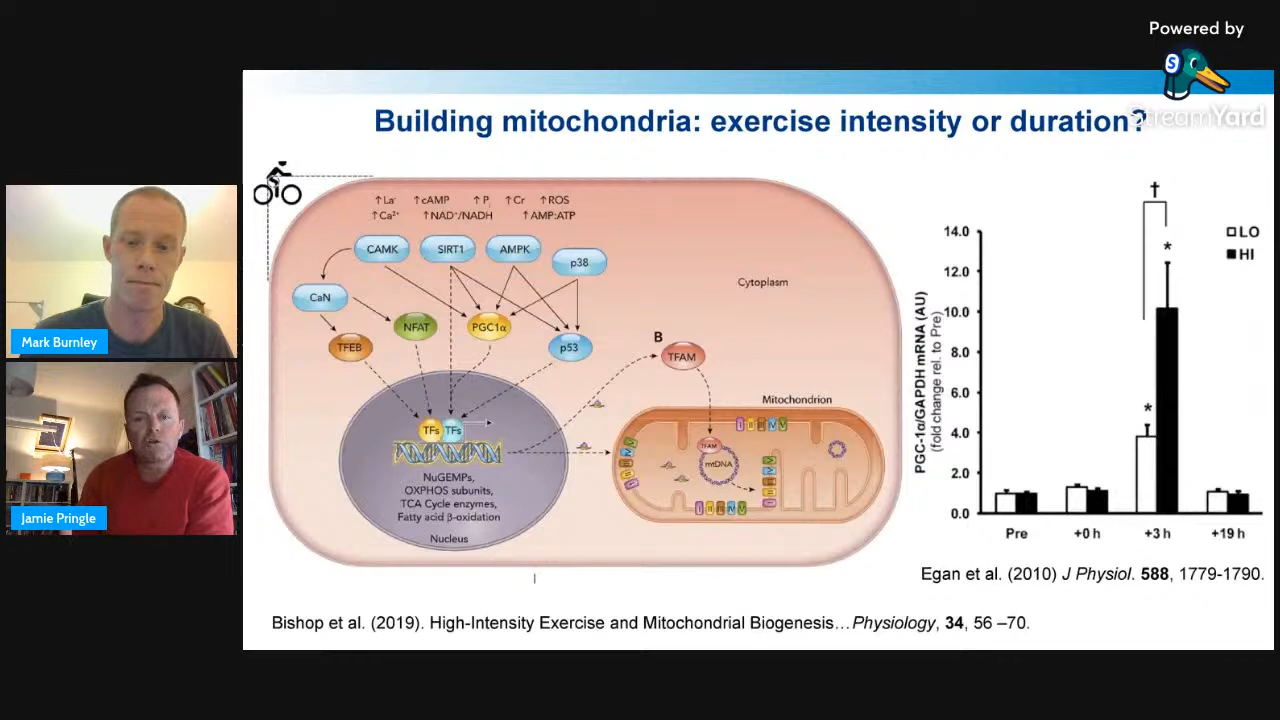 Powered by
StreamYard
Building mitochondria: exercise intensity or duration?
↑La⁻ ↑cAMP ↑Pᵢ ↑Cr ↑ROS
↑Ca²⁺ ↑NAD⁺/NADH ↑AMP:ATP
CAMK
SIRT1
AMPK
p38
CaN
NFAT
PGC1α
TFEB
p53
Cytoplasm
B
TFAM
Mitochondrion
TFs
TFs
TFAM
mtDNA
I II III IV V
I II III IV V
NuGEMPs,
OXPHOS subunits,
TCA Cycle enzymes,
Fatty acid β-oxidation
Nucleus
PGC-1α/GAPDH mRNA (AU)
(fold change rel. to Pre)
14.0
12.0
10.0
8.0
6.0
4.0
2.0
0.0
†
*
*
LO
HI
Pre
+0 h
+3 h
+19 h
Egan et al. (2010) J Physiol. 588, 1779-1790.
Bishop et al. (2019). High-Intensity Exercise and Mitochondrial Biogenesis…Physiology, 34, 56 –70.
Mark Burnley
Jamie Pringle